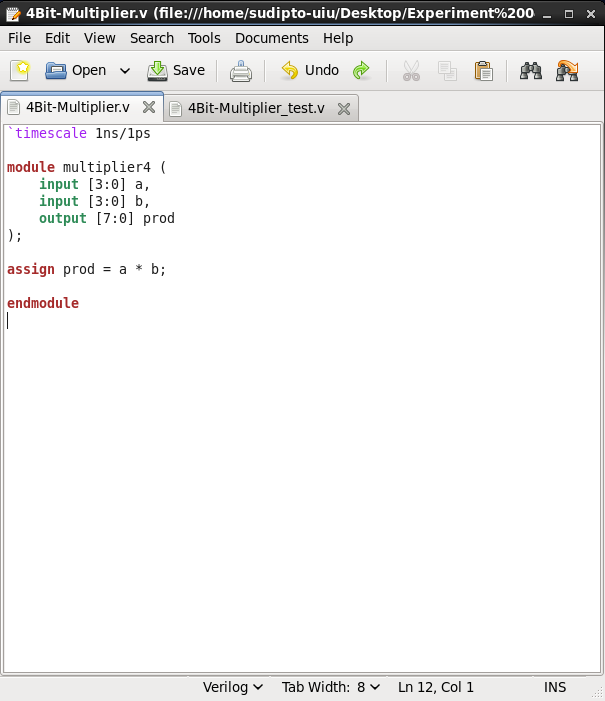 4Bit-Multiplier.v (file:///home/sudipto-uiu/Desktop/Experiment%200
File Edit View Search Tools Documents Help
Open Save Undo
4Bit-Multiplier.v 4Bit-Multiplier_test.v
`timescale 1ns/1ps
module multiplier4 (
    input [3:0] a,
    input [3:0] b,
    output [7:0] prod
);
assign prod = a * b;
endmodule
Verilog Tab Width: 8 Ln 12, Col 1 INS